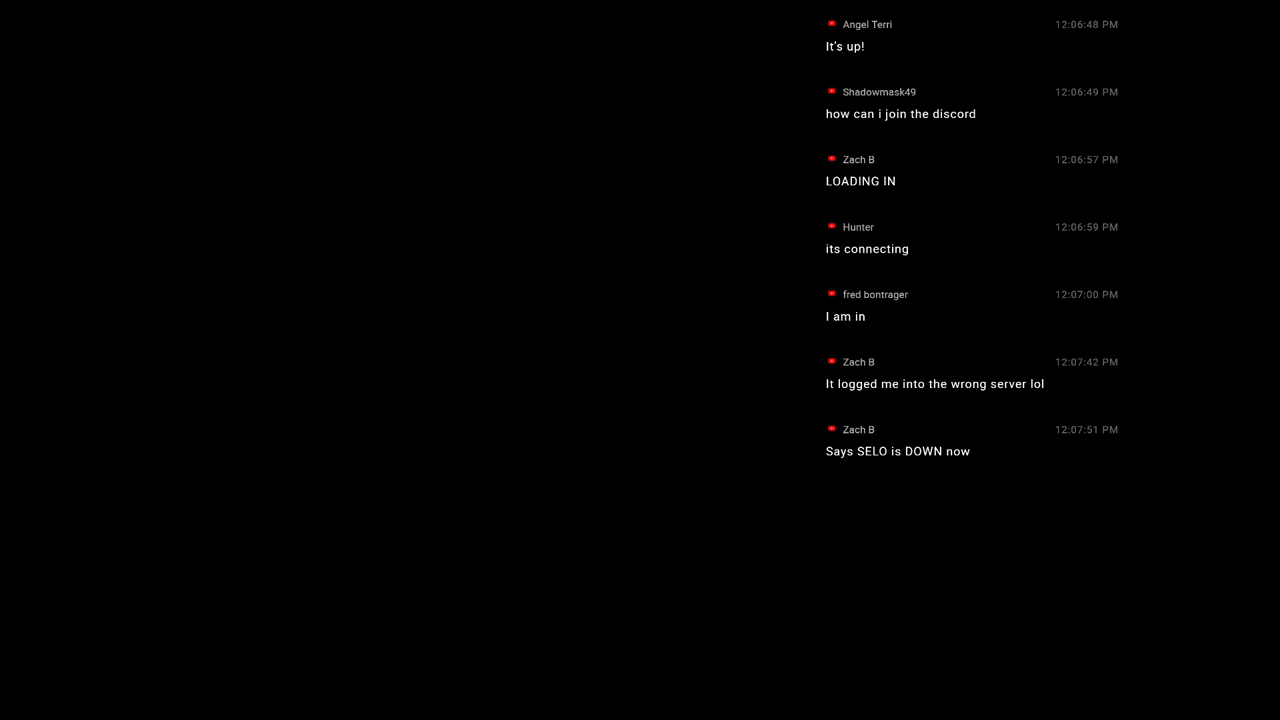 Angel Terri 12:06:48 PM
It's up!
Shadowmask49 12:06:49 PM
how can i join the discord
Zach B 12:06:57 PM
LOADING IN
Hunter 12:06:59 PM
its connecting
fred bontrager 12:07:00 PM
I am in
Zach B 12:07:42 PM
It logged me into the wrong server lol
Zach B 12:07:51 PM
Says SELO is DOWN now